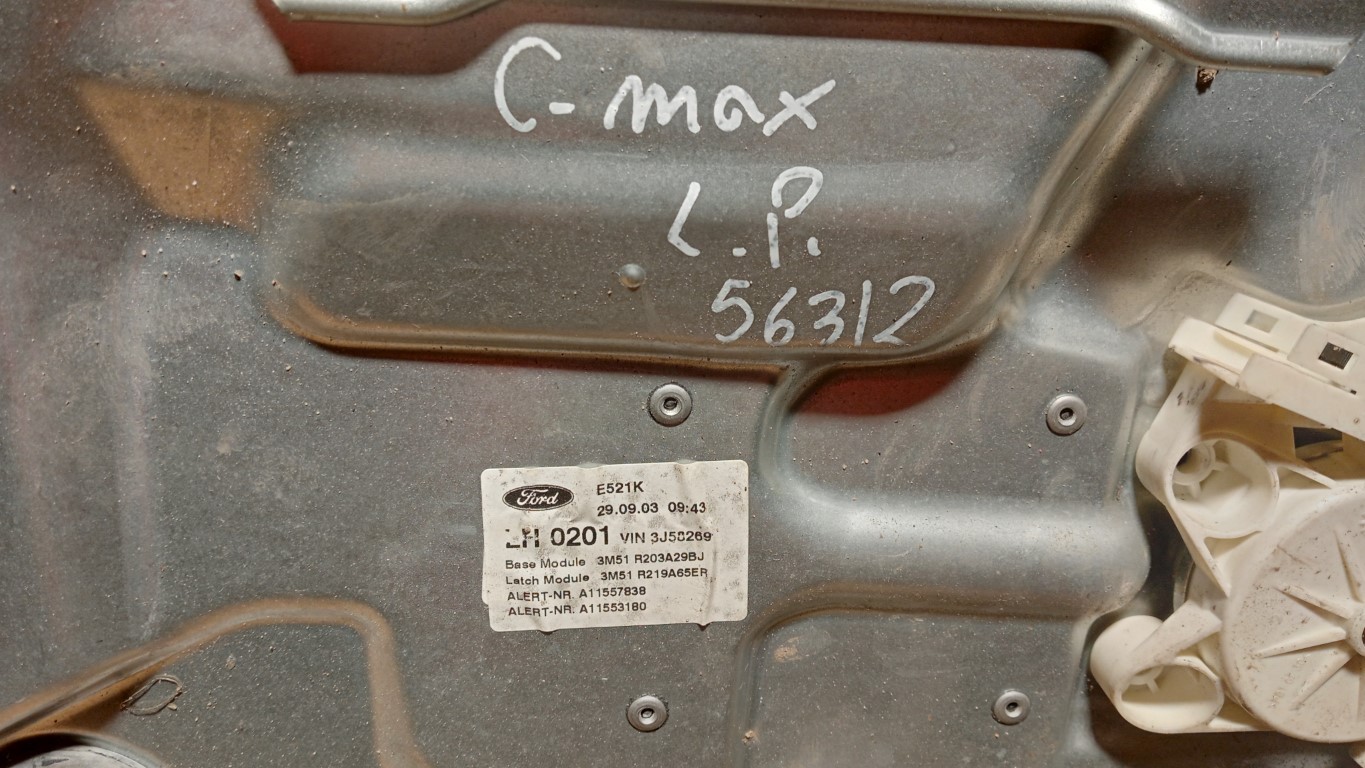 C-max
L.P.
56312
Ford
E521K
29.09.03 09:43
LH 0201 VIN 3J58269
Base Module 3M51 R203A29BJ
Latch Module 3M51 R219A65ER
ALERT-NR. A11557838
ALERT-NR. A11553180